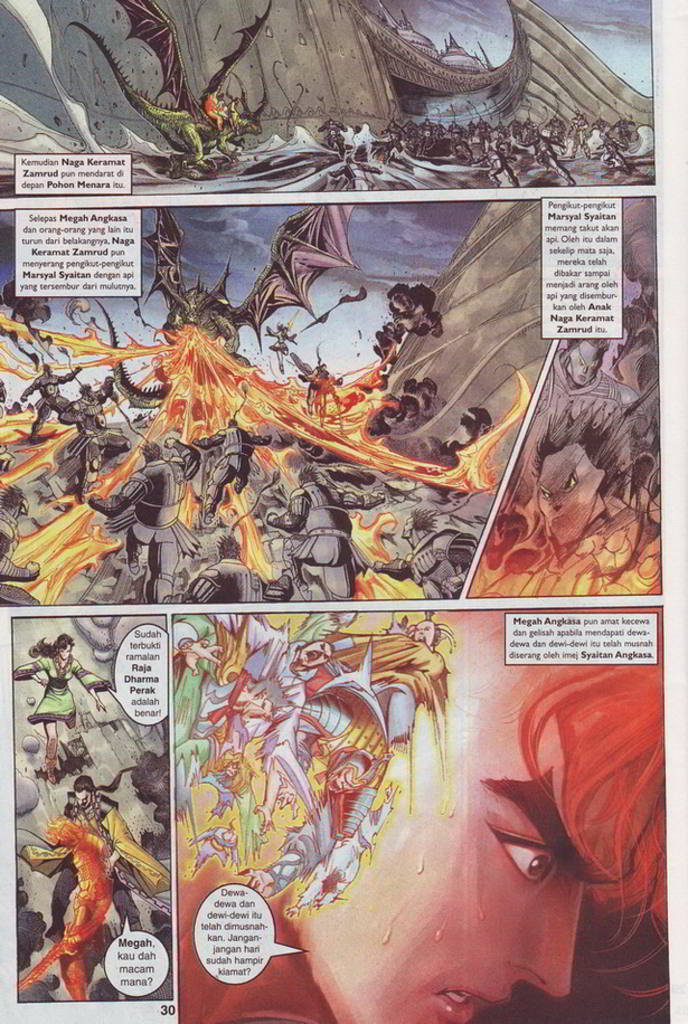 Kemudian Naga Keramat
Zamrud pun mendarat di
depan Pohon Menara itu.
Selepas Megah Angkasa
dan orang-orang yang lain itu
turun dari belakangnya, Naga
Keramat Zamrud pun
menyerang pengikut-pengikut
Marsyal Syaitan dengan api
yang tersembur dari mulutnya.
Pengikut-pengikut
Marsyal Syaitan
memang takut akan
api. Oleh itu dalam
sekelip mata saja,
mereka telah
dibakar sampai
menjadi arang oleh
api yang disembur-
kan oleh Anak
Naga Keramat
Zamrud itu.
Sudah
terbukti
ramalan
Raja
Dharma
Perak
adalah
benar!
Megah,
kau dah
macam
mana?
Megah Angkasa pun amat kecewa
dan gelisah apabila mendapati dewa-
dewa dan dewi-dewi itu telah musnah
diserang oleh imej Syaitan Angkasa.
Dewa-
dewa dan
dewi-dewi itu
telah dimusnah-
kan. Jangan-
jangan hari
sudah hampir
kiamat?
30